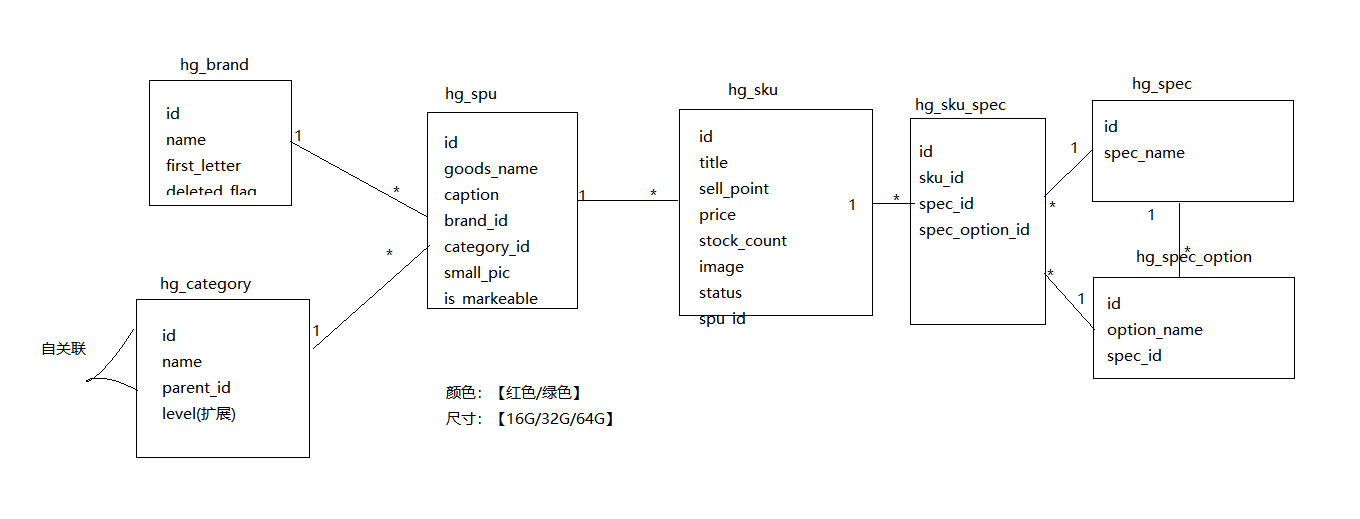 hg_brand
id
name
first_letter
deleted_flag
1
*
hg_category
id
name
parent_id
level(扩展)
自关联
1
*
hg_spu
id
goods_name
caption
brand_id
category_id
small_pic
is_markeable
1
*
颜色：【红色/绿色】
尺寸：【16G/32G/64G】
hg_sku
id
title
sell_point
price
stock_count
image
status
spu_id
1
*
hg_sku_spec
id
sku_id
spec_id
spec_option_id
1
*
*
1
hg_spec
id
spec_name
1
*
hg_spec_option
id
option_name
spec_id